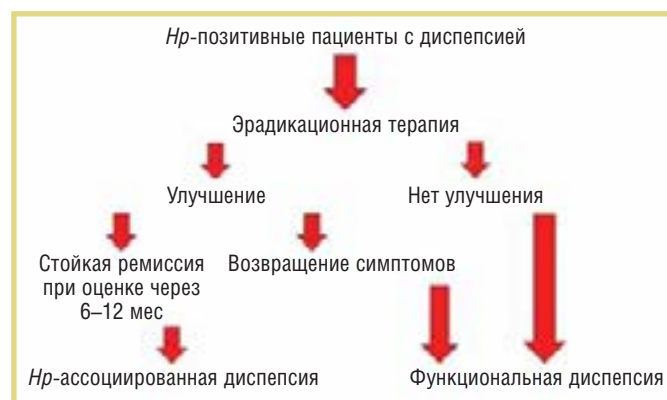 Hp-позитивные пациенты с диспепсией
Эрадикационная терапия
Улучшение
Нет улучшения
Стойкая ремиссия
при оценке через
6–12 мес
Возвращение симптомов
Hp-ассоциированная диспепсия
Функциональная диспепсия